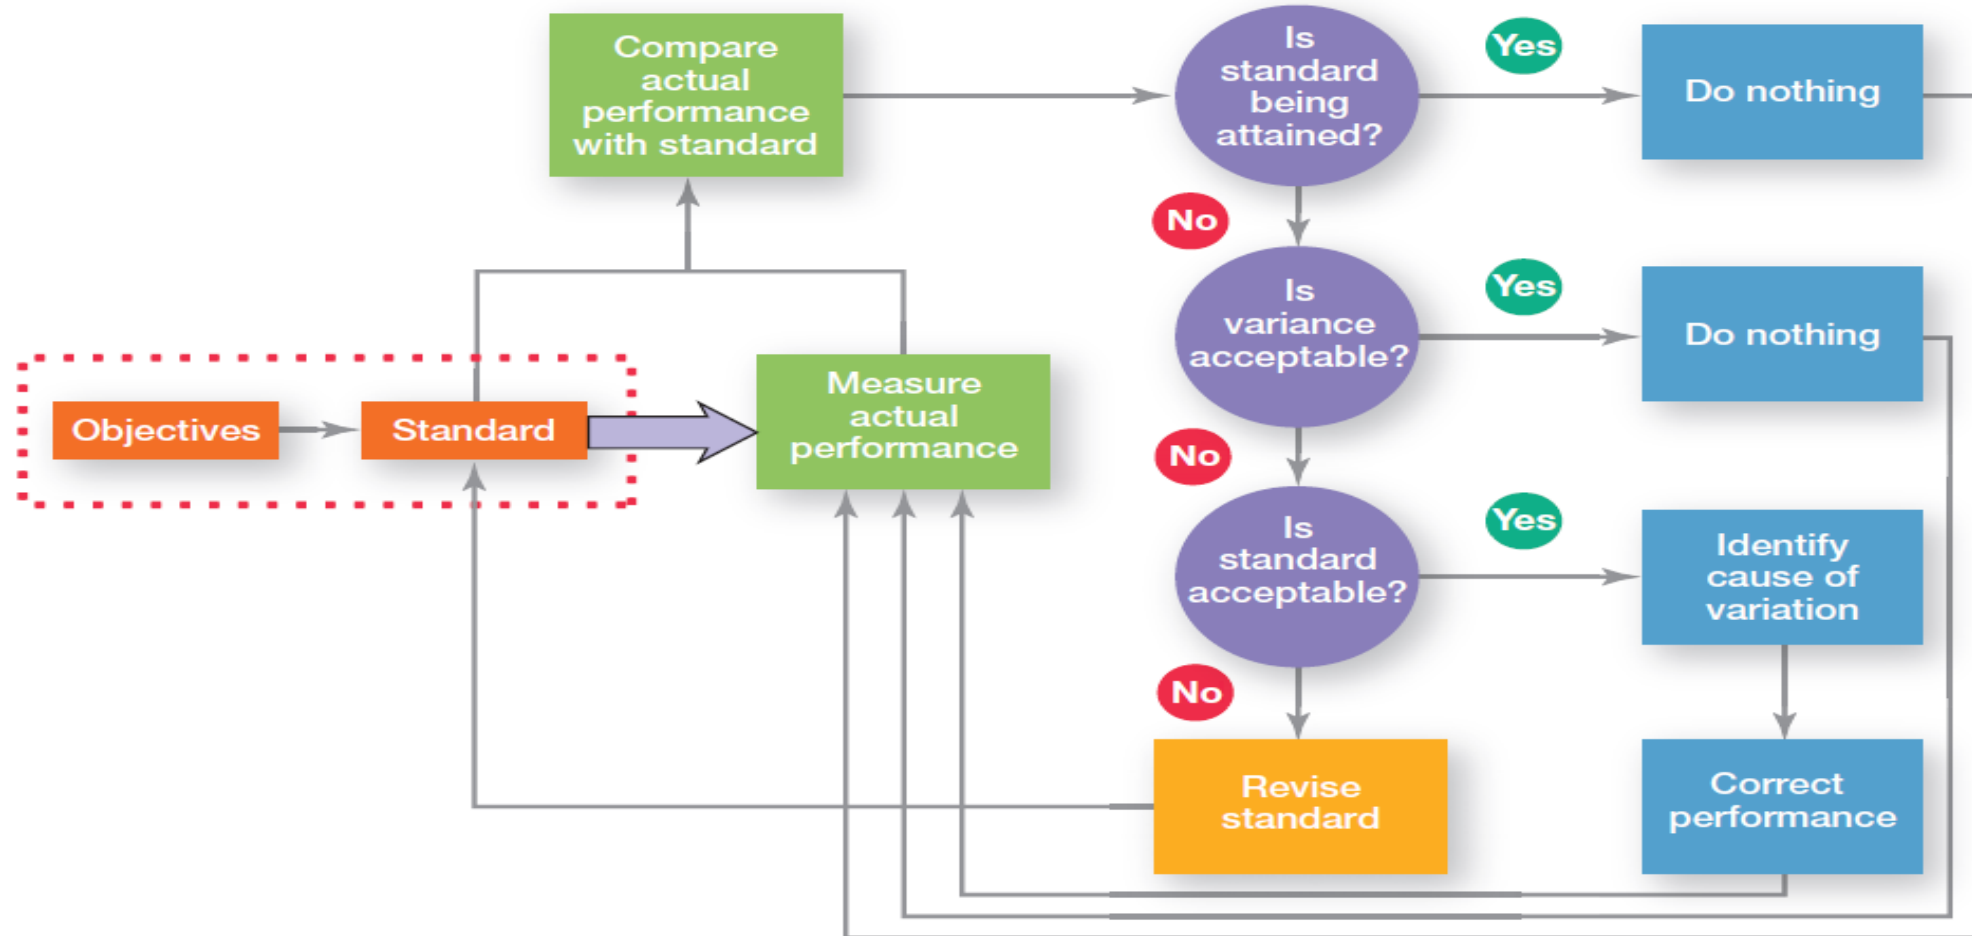 Compare
actual
performance
with standard
Is
standard
being
attained?
Yes
Do nothing
No
Is
variance
acceptable?
Yes
Do nothing
Objectives
Standard
Measure
actual
performance
No
Is
standard
acceptable?
Yes
Identify
cause of
variation
No
Revise
standard
Correct
performance